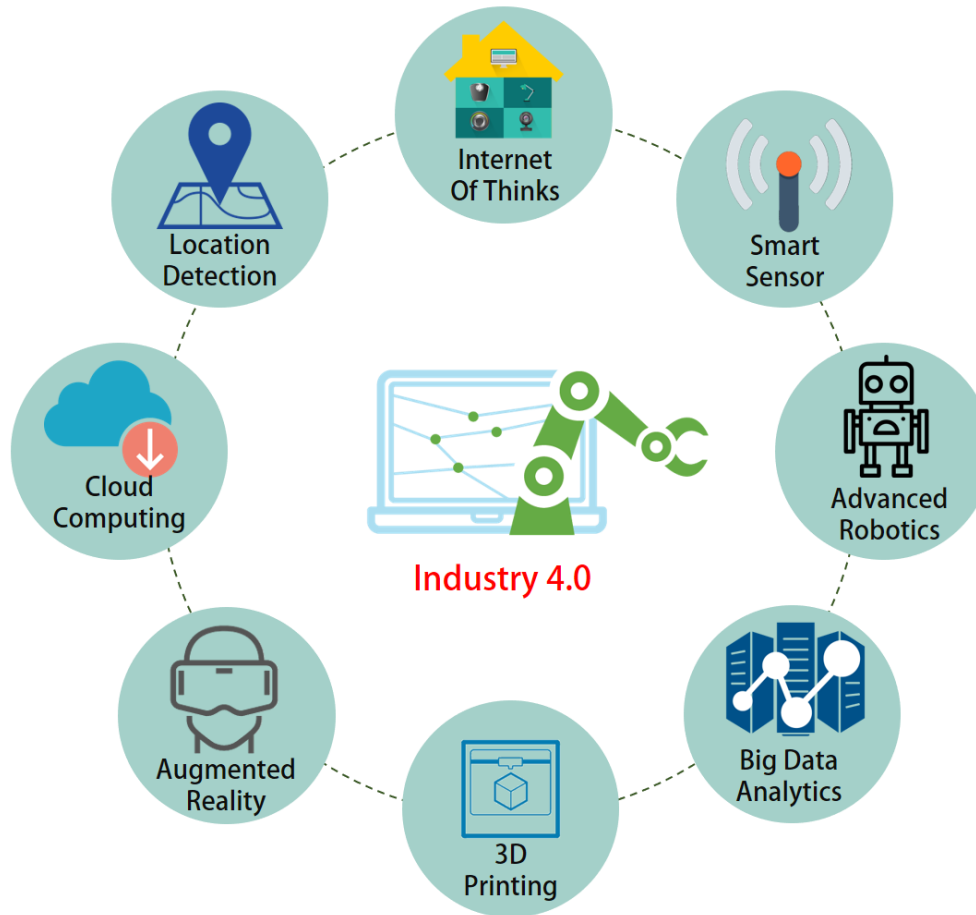 Internet
Of Thinks
Smart
Sensor
Advanced
Robotics
Big Data
Analytics
3D
Printing
Augmented
Reality
Cloud
Computing
Location
Detection
Industry 4.0